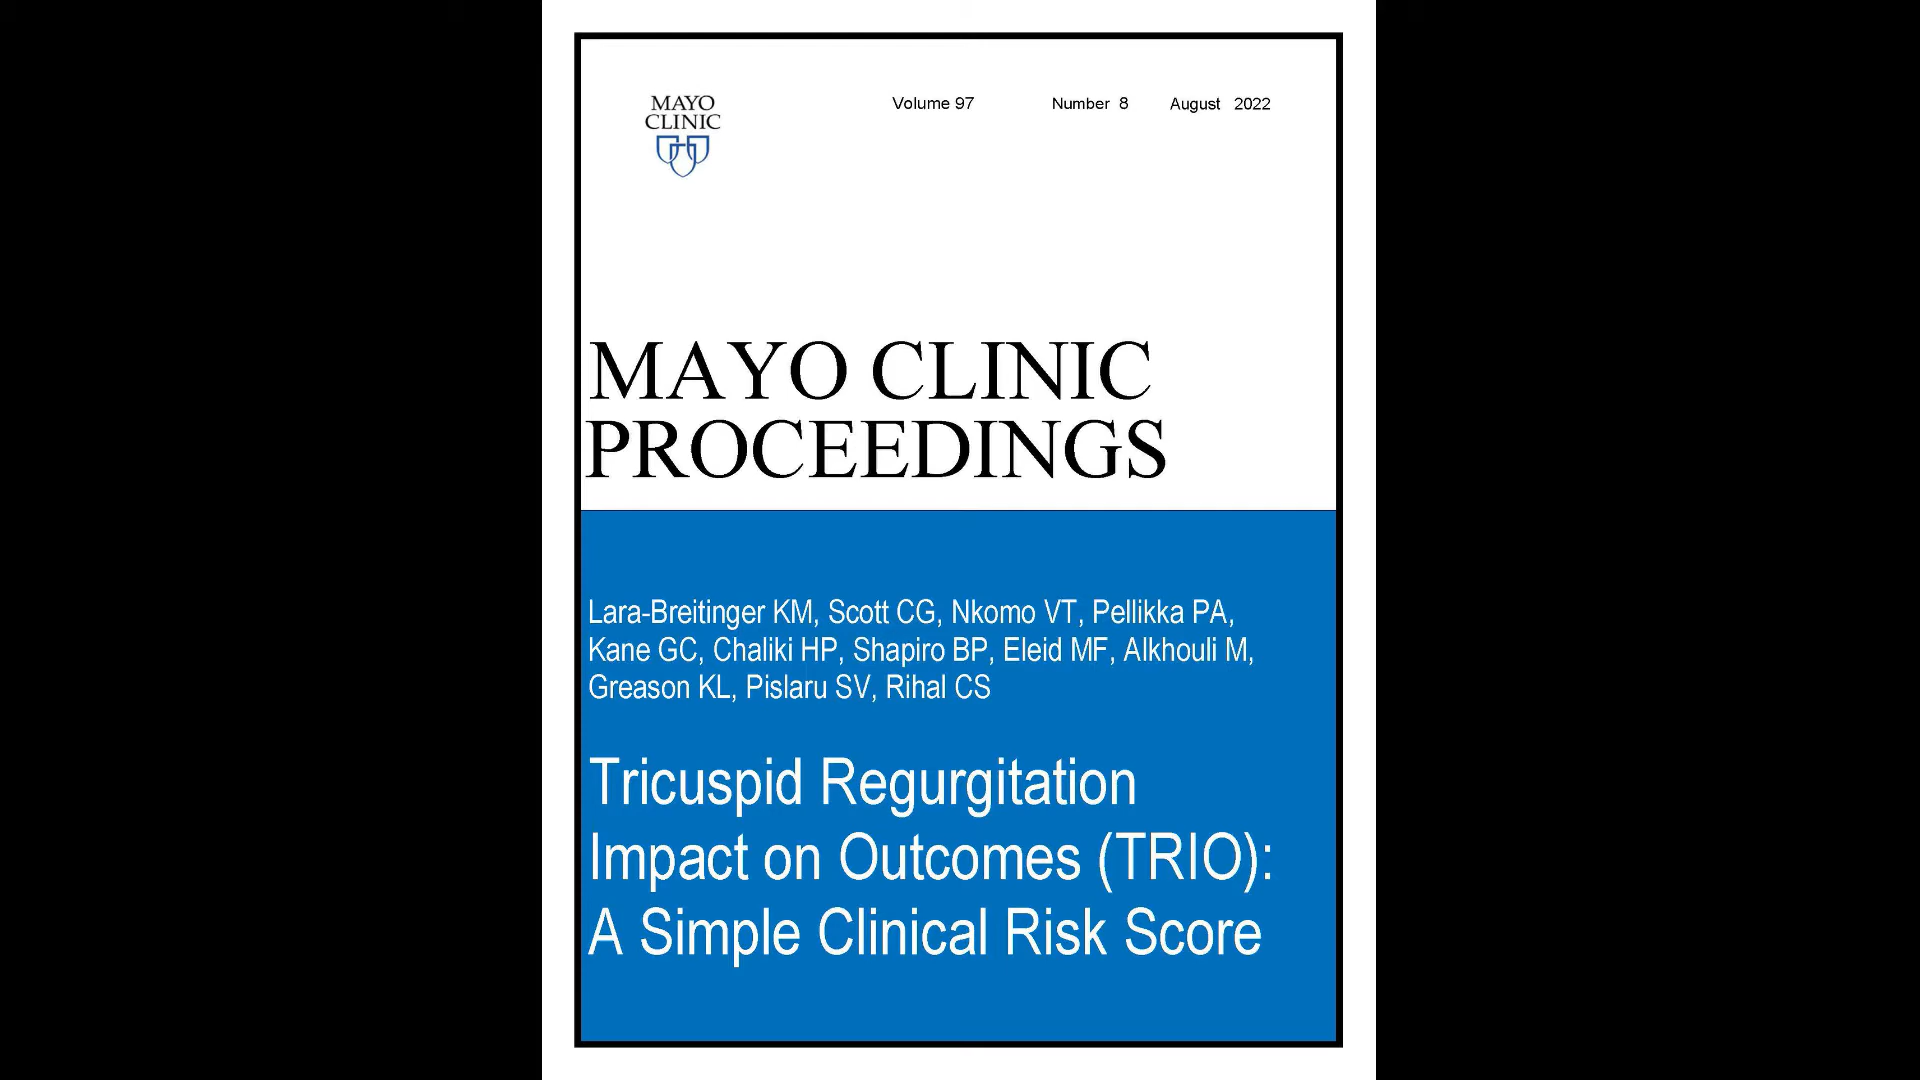 MAYO
CLINIC
Volume 97 Number 8 August 2022
MAYO CLINIC
PROCEEDINGS
Lara-Breitinger KM, Scott CG, Nkomo VT, Pellikka PA,
Kane GC, Chaliki HP, Shapiro BP, Eleid MF, Alkhouli M,
Greason KL, Pislaru SV, Rihal CS
Tricuspid Regurgitation
Impact on Outcomes (TRIO):
A Simple Clinical Risk Score